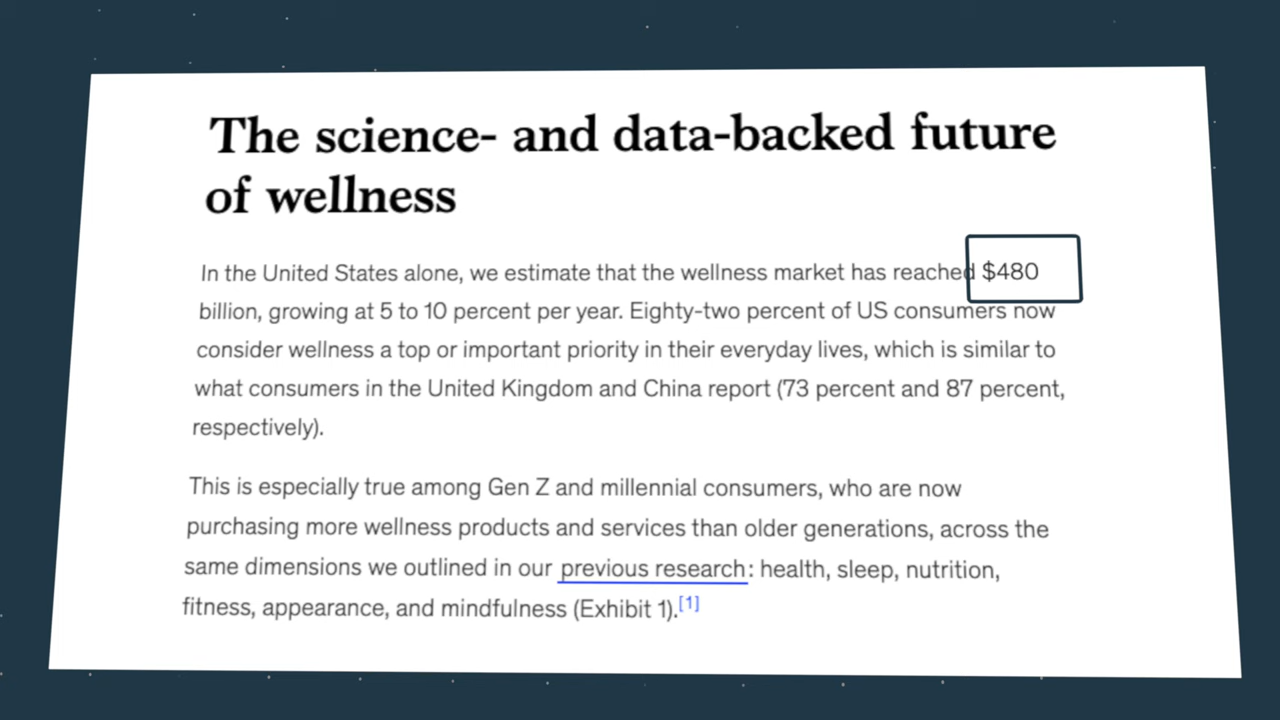 The science- and data-backed future
of wellness
In the United States alone, we estimate that the wellness market has reached $480
billion, growing at 5 to 10 percent per year. Eighty-two percent of US consumers now
consider wellness a top or important priority in their everyday lives, which is similar to
what consumers in the United Kingdom and China report (73 percent and 87 percent,
respectively).
This is especially true among Gen Z and millennial consumers, who are now
purchasing more wellness products and services than older generations, across the
same dimensions we outlined in our previous research: health, sleep, nutrition,
fitness, appearance, and mindfulness (Exhibit 1).[1]